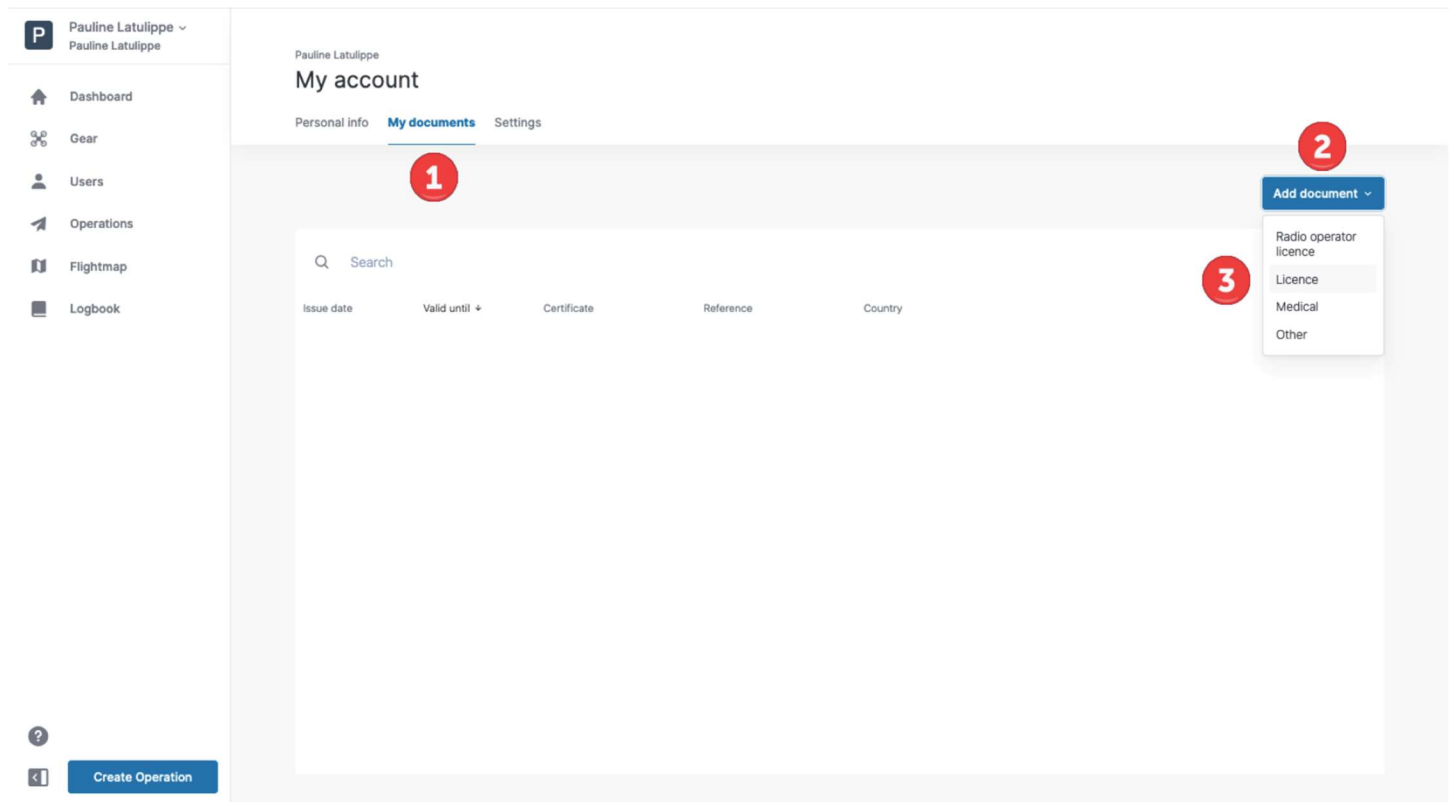 P
Pauline Latulippe
Pauline Latulippe
Dashboard
Gear
Users
Operations
Flightmap
Logbook
?
Create Operation
Pauline Latulippe
My account
Personal info My documents Settings
1
2
Add document
Radio operator
licence
3
Licence
Medical
Other
Search
Issue date Valid until ↓ Certificate Reference Country